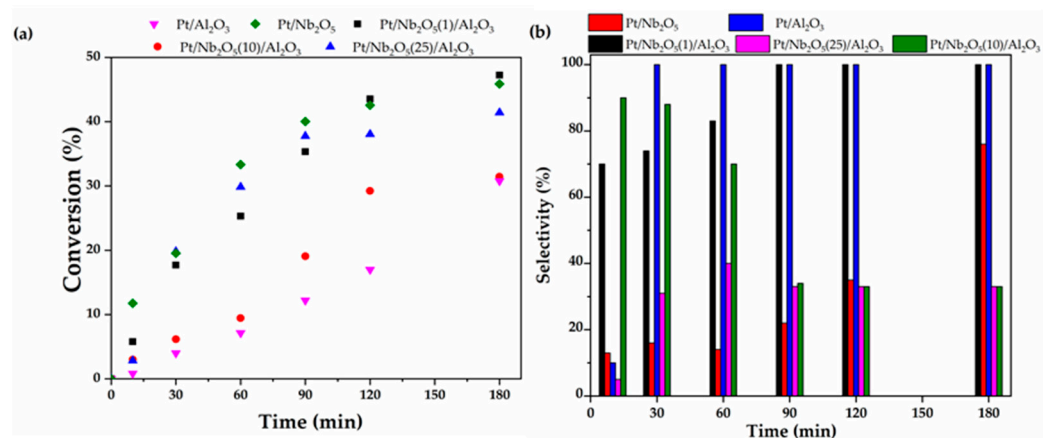 (a)
Pt/Al₂O₃ Pt/Nb₂O₅ Pt/Nb₂O₅(1)/Al₂O₃
Pt/Nb₂O₅(10)/Al₂O₃ Pt/Nb₂O₅(25)/Al₂O₃
Conversion (%)
50
40
30
20
10
0
0 30 60 90 120 150 180
Time (min)
(b)
Pt/Nb₂O₅ Pt/Al₂O₃
Pt/Nb₂O₅(1)/Al₂O₃ Pt/Nb₂O₅(25)/Al₂O₃ Pt/Nb₂O₅(10)/Al₂O₃
Selectivity (%)
100
80
60
40
20
0
0 30 60 90 120 150 180
Time (min)